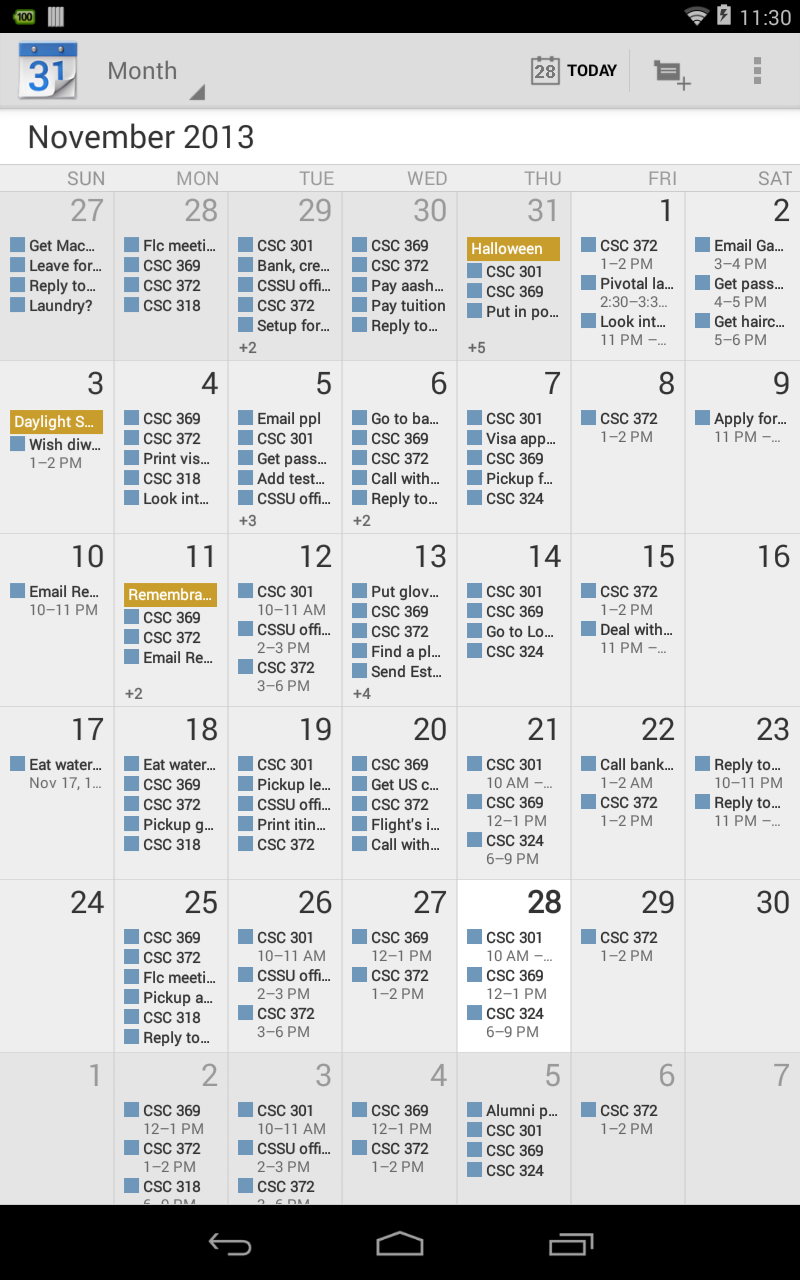 100
11:30
31
Month
28
TODAY
November 2013
SUN MON TUE WED THU FRI SAT
27
Get Mac…
Leave for…
Reply to…
Laundry?
28
Flc meeti…
CSC 369
CSC 372
CSC 318
29
CSC 301
Bank, cre…
CSSU offi…
CSC 372
Setup for…
+2
30
CSC 369
CSC 372
Pay aash…
Pay tuition
Reply to…
31
Halloween
CSC 301
CSC 369
Put in po…
+5
1
CSC 372
1–2 PM
Pivotal la…
2:30–3:3…
Look int…
11 PM –…
2
Email Ga…
3–4 PM
Get pass…
4–5 PM
Get hairc…
5–6 PM
3
Daylight S…
Wish diw…
1–2 PM
4
CSC 369
CSC 372
Print vis…
CSC 318
Look int…
5
Email ppl
CSC 301
Get pass…
Add test…
CSSU offi…
+3
6
Go to ba…
CSC 369
CSC 372
Call with…
Reply to…
+2
7
CSC 301
Visa app…
CSC 369
Pickup f…
CSC 324
8
CSC 372
1–2 PM
9
Apply for…
11 PM –…
10
Email Re…
10–11 PM
11
Remembra…
CSC 369
CSC 372
Email Re…
+2
12
CSC 301
10–11 AM
CSSU offi…
2–3 PM
CSC 372
3–6 PM
13
Put glov…
CSC 369
CSC 372
Find a pl…
Send Est…
+4
14
CSC 301
CSC 369
Go to Lo…
CSC 324
15
CSC 372
1–2 PM
Deal with…
11 PM –…
16
17
Eat water…
Nov 17, 1…
18
Eat water…
CSC 369
CSC 372
Pickup g…
CSC 318
19
CSC 301
Pickup le…
CSSU offi…
Print itin…
CSC 372
20
CSC 369
Get US c…
CSC 372
Flight's i…
Call with…
21
CSC 301
10 AM –…
CSC 369
12–1 PM
CSC 324
6–9 PM
22
Call bank…
1–2 AM
CSC 372
1–2 PM
23
Reply to…
10–11 PM
Reply to…
11 PM –…
24
25
CSC 369
CSC 372
Flc meeti…
Pickup a…
CSC 318
Reply to…
26
CSC 301
10–11 AM
CSSU offi…
2–3 PM
CSC 372
3–6 PM
27
CSC 369
12–1 PM
CSC 372
1–2 PM
28
CSC 301
10 AM –…
CSC 369
12–1 PM
CSC 324
6–9 PM
29
CSC 372
1–2 PM
30
1
2
CSC 369
12–1 PM
CSC 372
1–2 PM
CSC 318
6–9 PM
3
CSC 301
10–11 AM
CSSU offi…
2–3 PM
CSC 372
3–6 PM
4
CSC 369
12–1 PM
CSC 372
1–2 PM
5
Alumni p…
CSC 301
CSC 369
CSC 324
6
CSC 372
1–2 PM
7